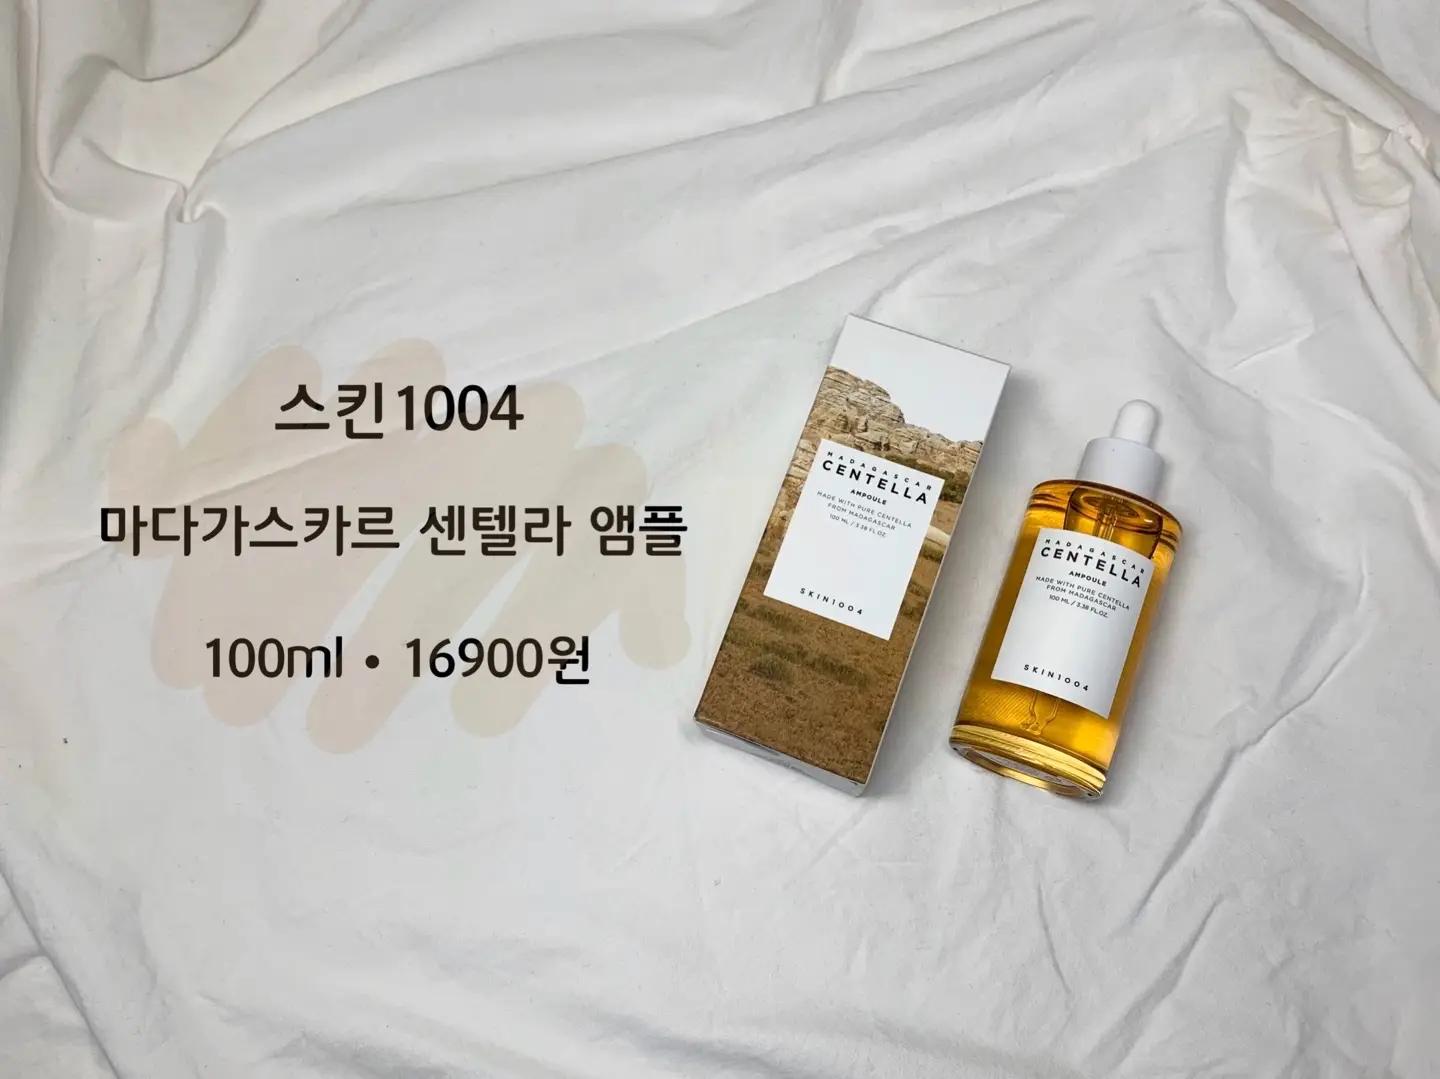 스킨1004
마다가스카르 센텔라 앰플
100ml • 16900원
MADAGASCAR
CENTELLA
AMPOULE
MADE WITH PURE CENTELLA
FROM MADAGASCAR
100 ML / 3.38 FL.OZ.
SKIN1004
MADAGASCAR
CENTELLA
AMPOULE
MADE WITH PURE CENTELLA
FROM MADAGASCAR
100 ML / 3.38 FL.OZ.
SKIN1004